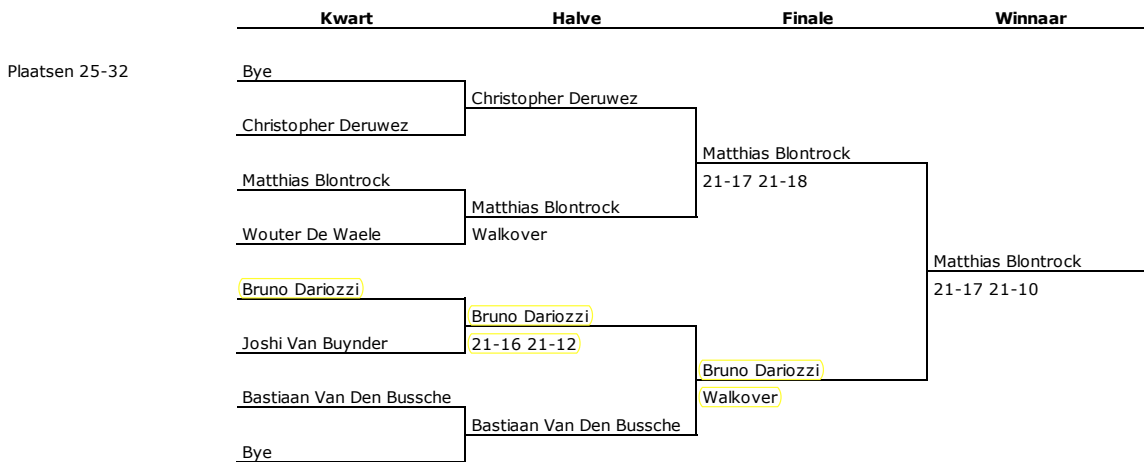 Kwart Halve Finale Winnaar
Plaatsen 25-32 Bye
Christopher Deruwez
Christopher Deruwez
Matthias Blontrock
21-17 21-18
Matthias Blontrock
Matthias Blontrock
Walkover
Wouter De Waele
Matthias Blontrock
21-17 21-10
Bruno Dariozzi
Bruno Dariozzi
21-16 21-12
Joshi Van Buynder
Bruno Dariozzi
Walkover
Bastiaan Van Den Bussche
Bastiaan Van Den Bussche
Bye